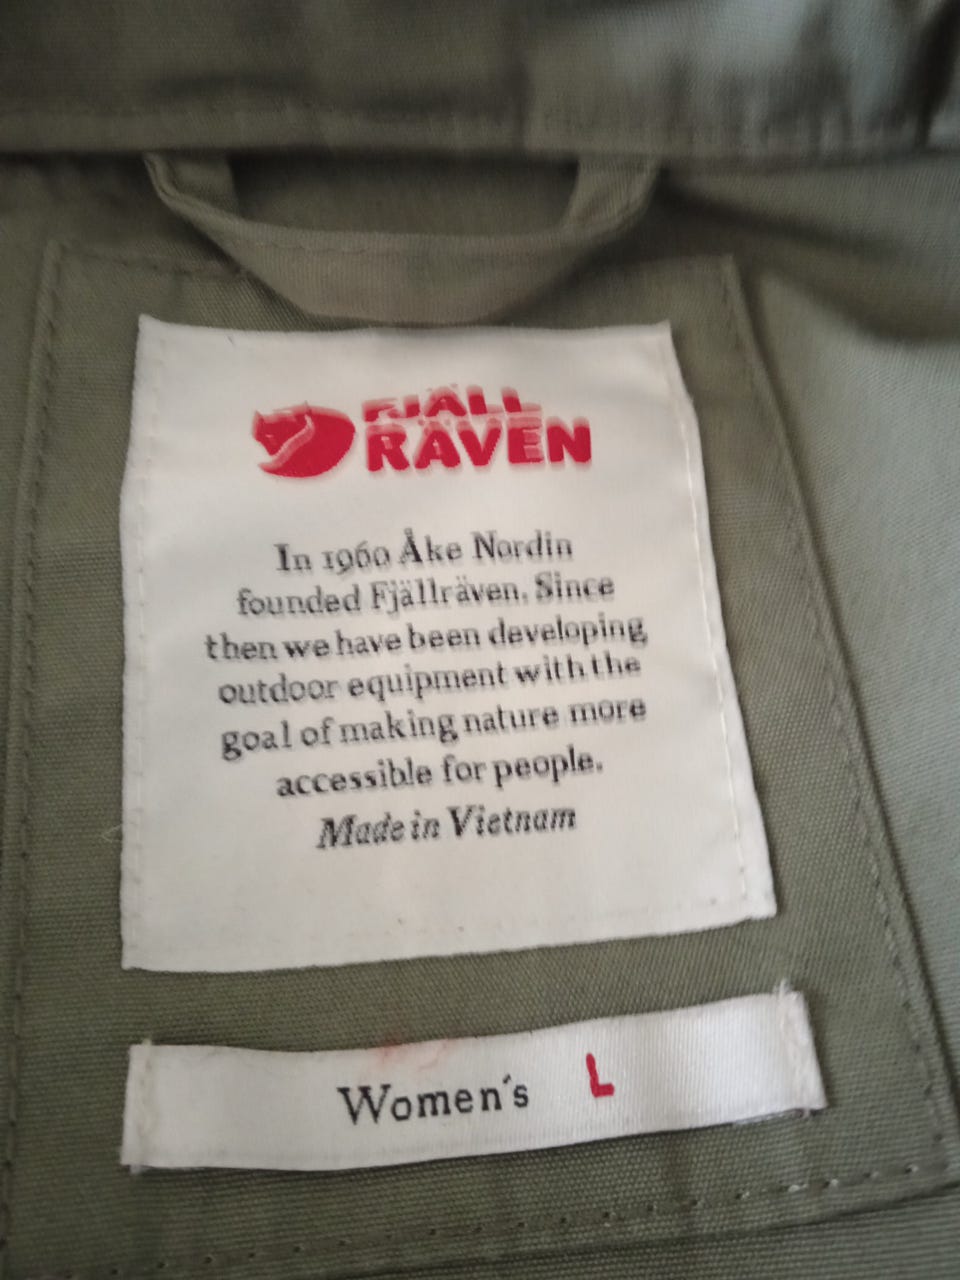 FJÄLL
RÄVEN
In 1960 Åke Nordin
founded Fjällräven. Since
then we have been developing
outdoor equipment with the
goal of making nature more
accessible for people.
Made in Vietnam
Women´s L